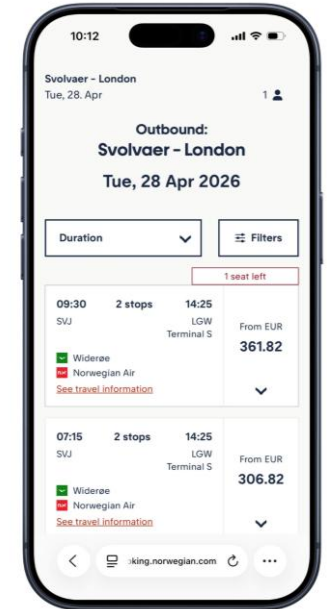 10:12
Svolvaer – London
Tue, 28. Apr
1
Outbound:
Svolvaer – London
Tue, 28 Apr 2026
Duration
Filters
1 seat left
09:30 2 stops 14:25
SVJ LGW
Terminal S
From EUR
361.82
Widerøe
Norwegian Air
See travel information
07:15 2 stops 14:25
SVJ LGW
Terminal S
From EUR
306.82
Widerøe
Norwegian Air
See travel information
king.norwegian.com